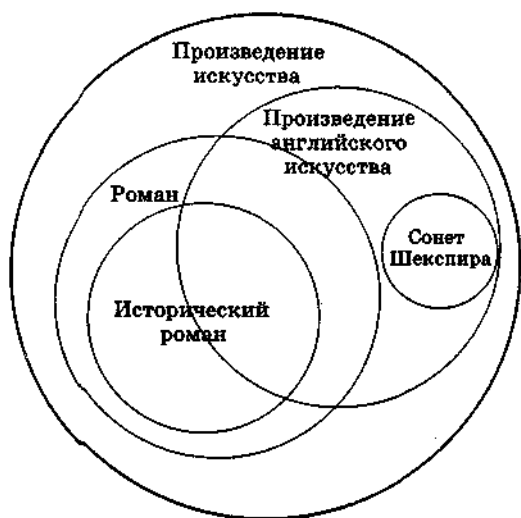 Произведение
искусства
Произведение
английского
искусства
Роман
Сонет
Шекспира
Исторический
роман